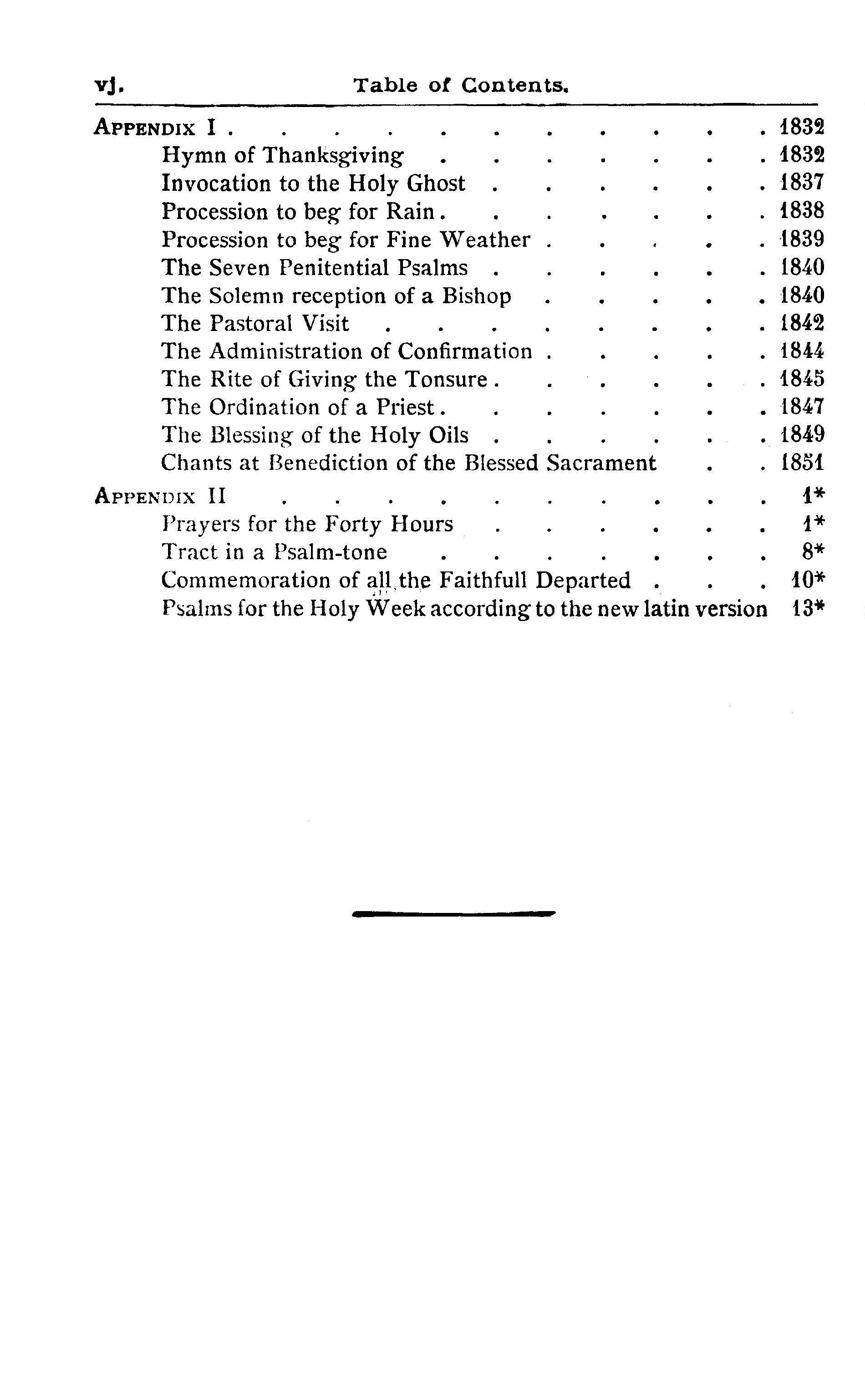 vj. Table of Contents.
APPENDIX I . . . . . . . . . . . 1832
Hymn of Thanksgiving . . . . . . . 1832
Invocation to the Holy Ghost . . . . . . 1837
Procession to beg for Rain . . . . . . . 1838
Procession to beg for Fine Weather . . . . . 1839
The Seven Penitential Psalms . . . . . . 1840
The Solemn reception of a Bishop . . . . . 1840
The Pastoral Visit . . . . . . . . 1842
The Administration of Confirmation . . . . . 1844
The Rite of Giving the Tonsure . . . . . . 1845
The Ordination of a Priest . . . . . . . 1847
The Blessing of the Holy Oils . . . . . . 1849
Chants at Benediction of the Blessed Sacrament . . 1851
APPENDIX II . . . . . . . . . . 1*
Prayers for the Forty Hours . . . . . . 1*
Tract in a Psalm-tone . . . . . . . 8*
Commemoration of all the Faithfull Departed . . . 10*
Psalms for the Holy Week according to the new latin version 13*